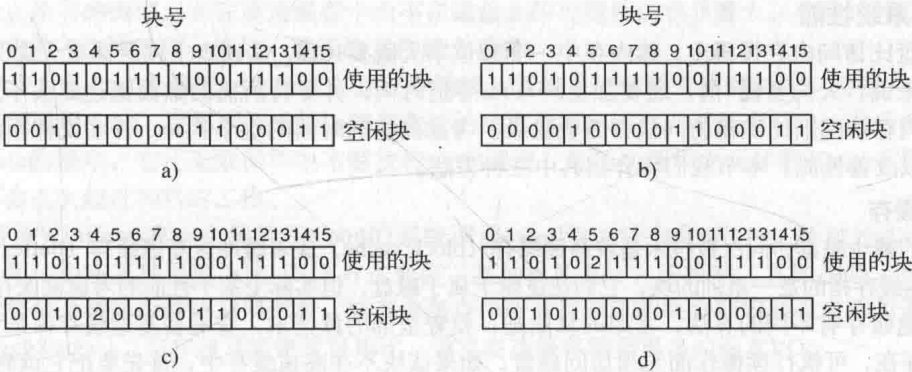 块号
0 1 2 3 4 5 6 7 8 9 10 11 12 13 14 15
1 1 0 1 0 1 1 1 1 0 0 1 1 1 0 0 使用的块
0 0 1 0 1 0 0 0 0 1 1 0 0 0 1 1 空闲块
a)
块号
0 1 2 3 4 5 6 7 8 9 10 11 12 13 14 15
1 1 0 1 0 1 1 1 1 0 0 1 1 1 0 0 使用的块
0 0 0 0 1 0 0 0 0 1 1 0 0 0 1 1 空闲块
b)
0 1 2 3 4 5 6 7 8 9 10 11 12 13 14 15
1 1 0 1 0 1 1 1 1 0 0 1 1 1 0 0 使用的块
0 0 1 0 2 0 0 0 0 1 1 0 0 0 1 1 空闲块
c)
0 1 2 3 4 5 6 7 8 9 10 11 12 13 14 15
1 1 0 1 0 2 1 1 1 0 0 1 1 1 0 0 使用的块
0 0 1 0 1 0 0 0 0 1 1 0 0 0 1 1 空闲块
d)